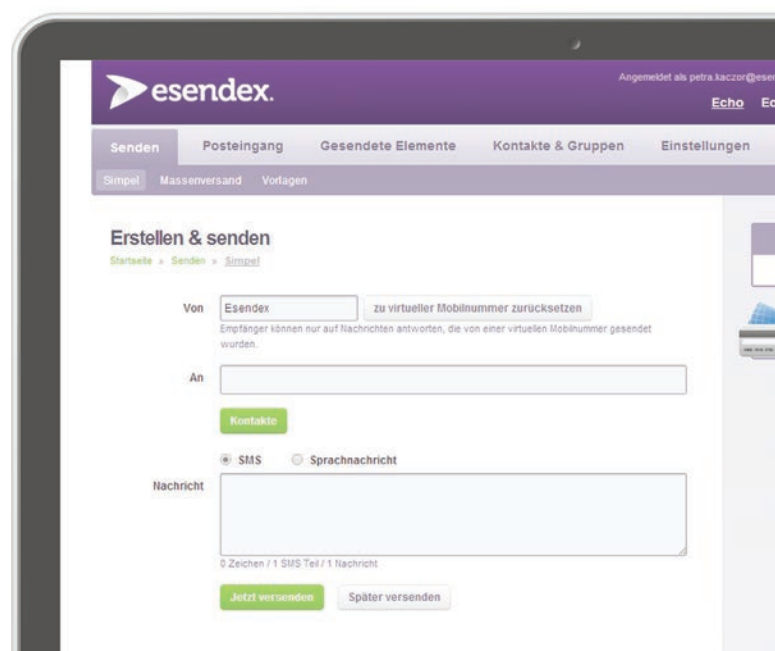 esendex.
Angemeldet als petra.kaczor@esen
Echo Ec
Senden Posteingang Gesendete Elemente Kontakte & Gruppen Einstellungen
Simpel Massenversand Vorlagen
Erstellen & senden
Startseite » Senden » Simpel
Von Esendex zu virtueller Mobilnummer zurücksetzen
Empfänger können nur auf Nachrichten antworten, die von einer virtuellen Mobilnummer gesendet
wurden.
An
Kontakte
SMS Sprachnachricht
Nachricht
0 Zeichen / 1 SMS Teil / 1 Nachricht
Jetzt versenden Später versenden